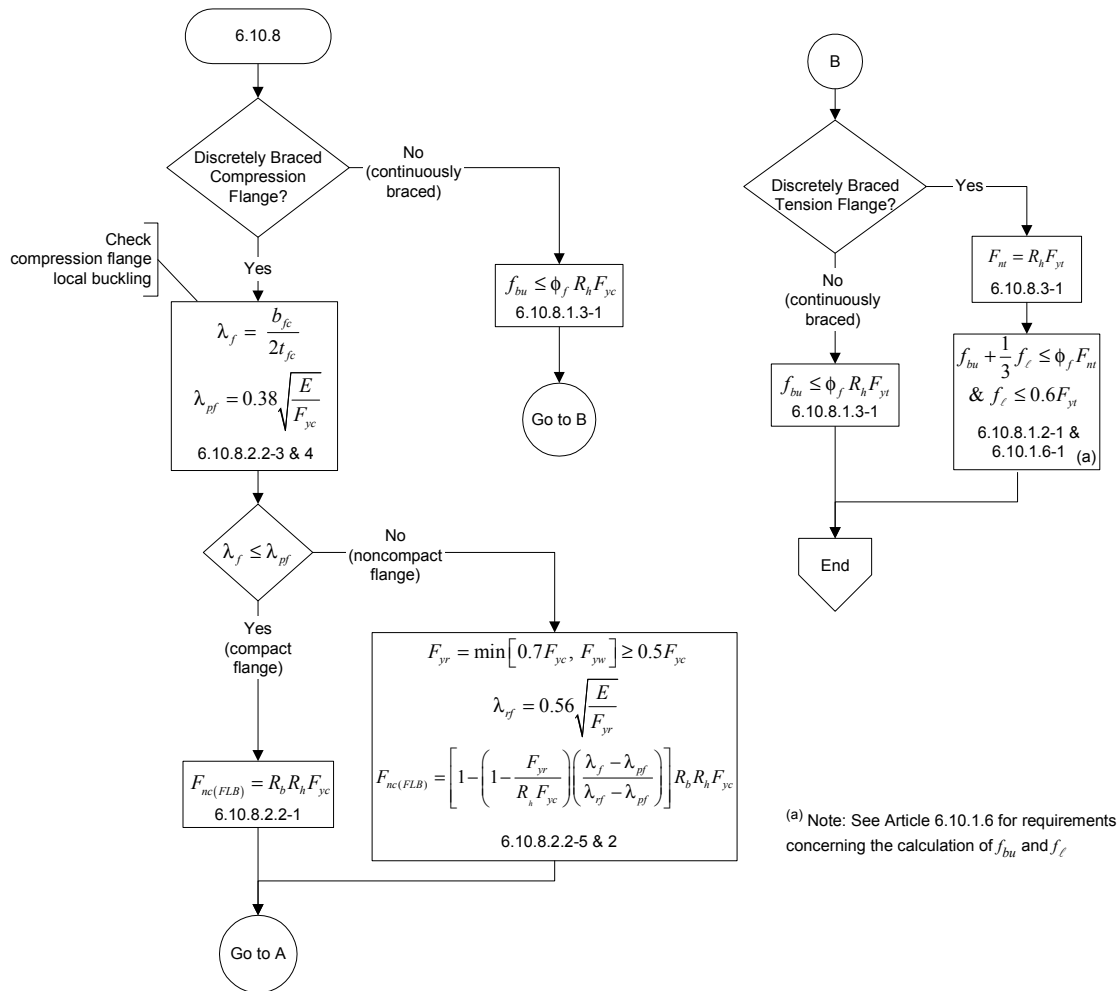 6.10.8
Discretely Braced
Compression
Flange?
No
(continuously
braced)
Check
compression flange
local buckling
Yes
λ_f = b_fc / 2t_fc
λ_pf = 0.38 √(E / F_yc)
6.10.8.2.2-3 & 4
f_bu ≤ ϕ_f R_h F_yc
6.10.8.1.3-1
Go to B
λ_f ≤ λ_pf
No
(noncompact
flange)
Yes
(compact
flange)
F_nc(FLB) = R_b R_h F_yc
6.10.8.2.2-1
F_yr = min[0.7F_yc, F_yw] ≥ 0.5F_yc
λ_rf = 0.56 √(E / F_yr)
F_nc(FLB) = [1 − (1 − F_yr / R_h F_yc)(λ_f − λ_pf / λ_rf − λ_pf)] R_b R_h F_yc
6.10.8.2.2-5 & 2
Go to A
B
Discretely Braced
Tension Flange?
Yes
No
(continuously
braced)
F_nt = R_h F_yt
6.10.8.3-1
f_bu + 1/3 f_ℓ ≤ ϕ_f F_nt
& f_ℓ ≤ 0.6F_yt
6.10.8.1.2-1 &
6.10.1.6-1
(a)
f_bu ≤ ϕ_f R_h F_yt
6.10.8.1.3-1
End
(a) Note: See Article 6.10.1.6 for requirements
concerning the calculation of f_bu and f_ℓ